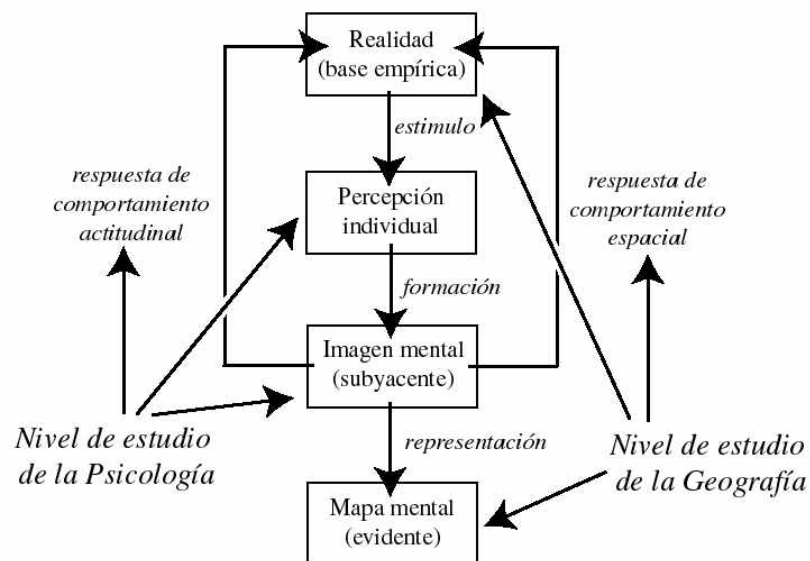 Realidad
(base empírica)
estimulo
respuesta de
comportamiento
actitudinal
Percepción
individual
respuesta de
comportamiento
espacial
formación
Imagen mental
(subyacente)
Nivel de estudio
de la Psicología
representación
Nivel de estudio
de la Geografía
Mapa mental
(evidente)